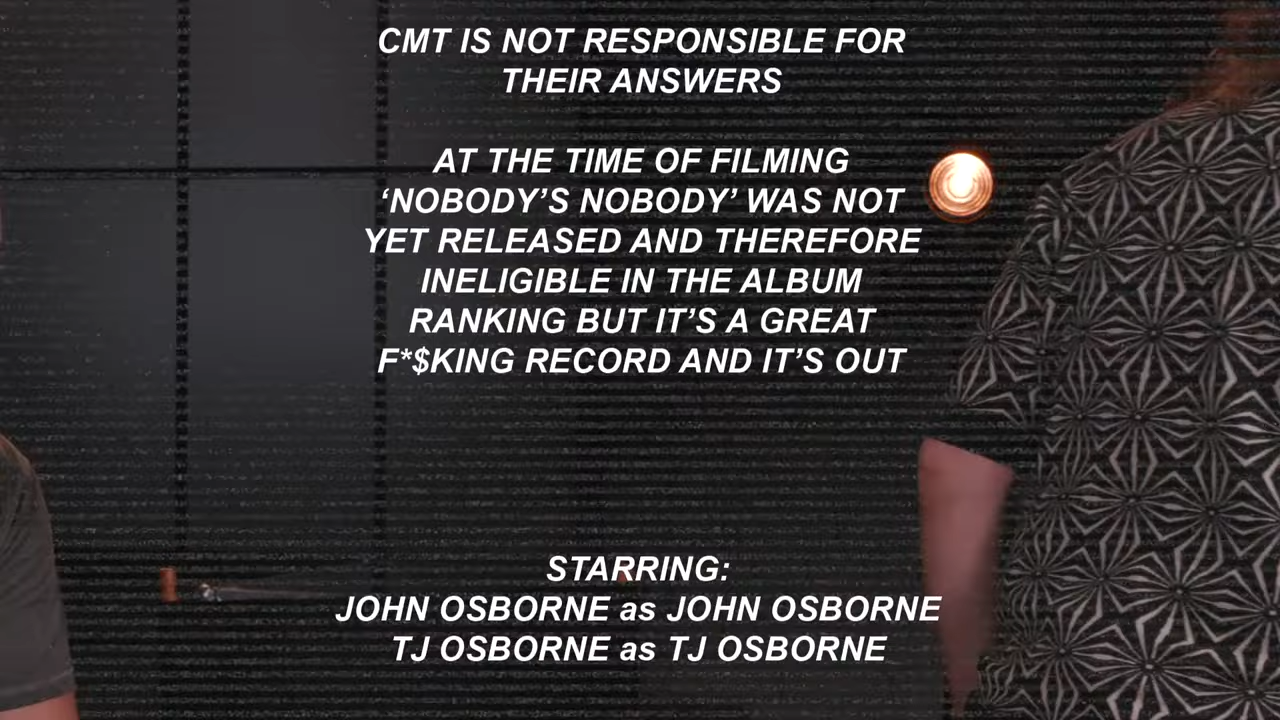 CMT IS NOT RESPONSIBLE FOR
THEIR ANSWERS
AT THE TIME OF FILMING
‘NOBODY’S NOBODY’ WAS NOT
YET RELEASED AND THEREFORE
INELIGIBLE IN THE ALBUM
RANKING BUT IT’S A GREAT
F*$KING RECORD AND IT’S OUT
STARRING:
JOHN OSBORNE as JOHN OSBORNE
TJ OSBORNE as TJ OSBORNE